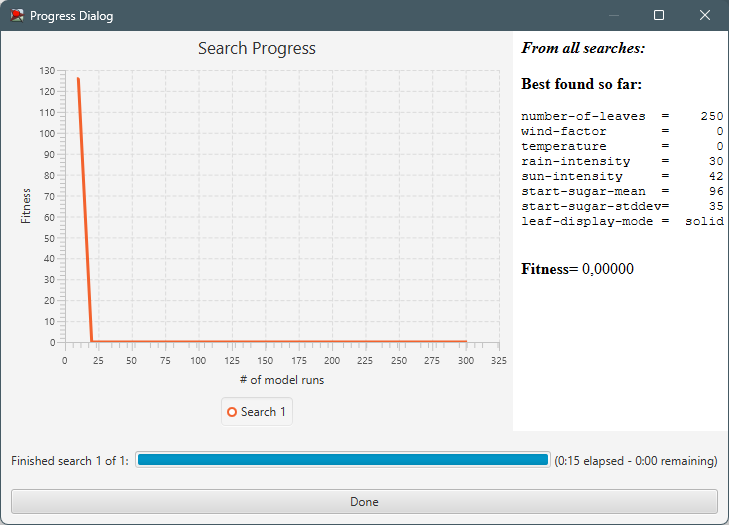 Progress Dialog
Search Progress
Fitness
130
120
110
100
90
80
70
60
50
40
30
20
10
0
0 25 50 75 100 125 150 175 200 225 250 275 300 325
# of model runs
Search 1
From all searches:
Best found so far:
number-of-leaves = 250
wind-factor = 0
temperature = 0
rain-intensity = 30
sun-intensity = 42
start-sugar-mean = 96
start-sugar-stddev= 35
leaf-display-mode = solid
Fitness= 0,00000
Finished search 1 of 1: (0:15 elapsed - 0:00 remaining)
Done